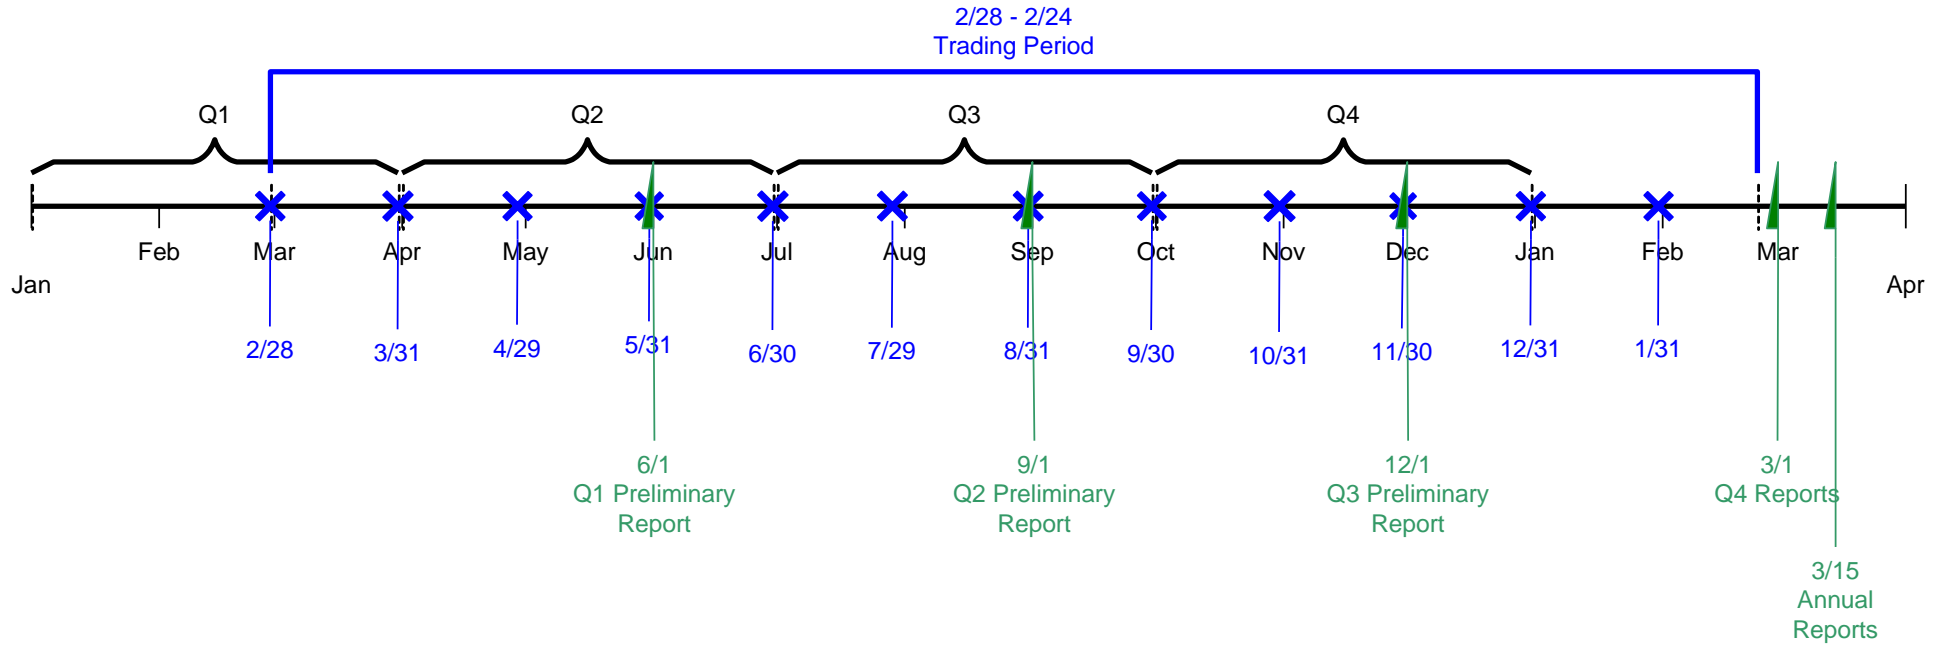 2/28 - 2/24
Trading Period
Q1
Q2
Q3
Q4
Feb
Mar
Apr
May
Jun
Jul
Aug
Sep
Oct
Nov
Dec
Jan
Feb
Mar
Jan
Apr
2/28
3/31
4/29
5/31
6/30
7/29
8/31
9/30
10/31
11/30
12/31
1/31
6/1
Q1 Preliminary
Report
9/1
Q2 Preliminary
Report
12/1
Q3 Preliminary
Report
3/1
Q4 Reports
3/15
Annual
Reports